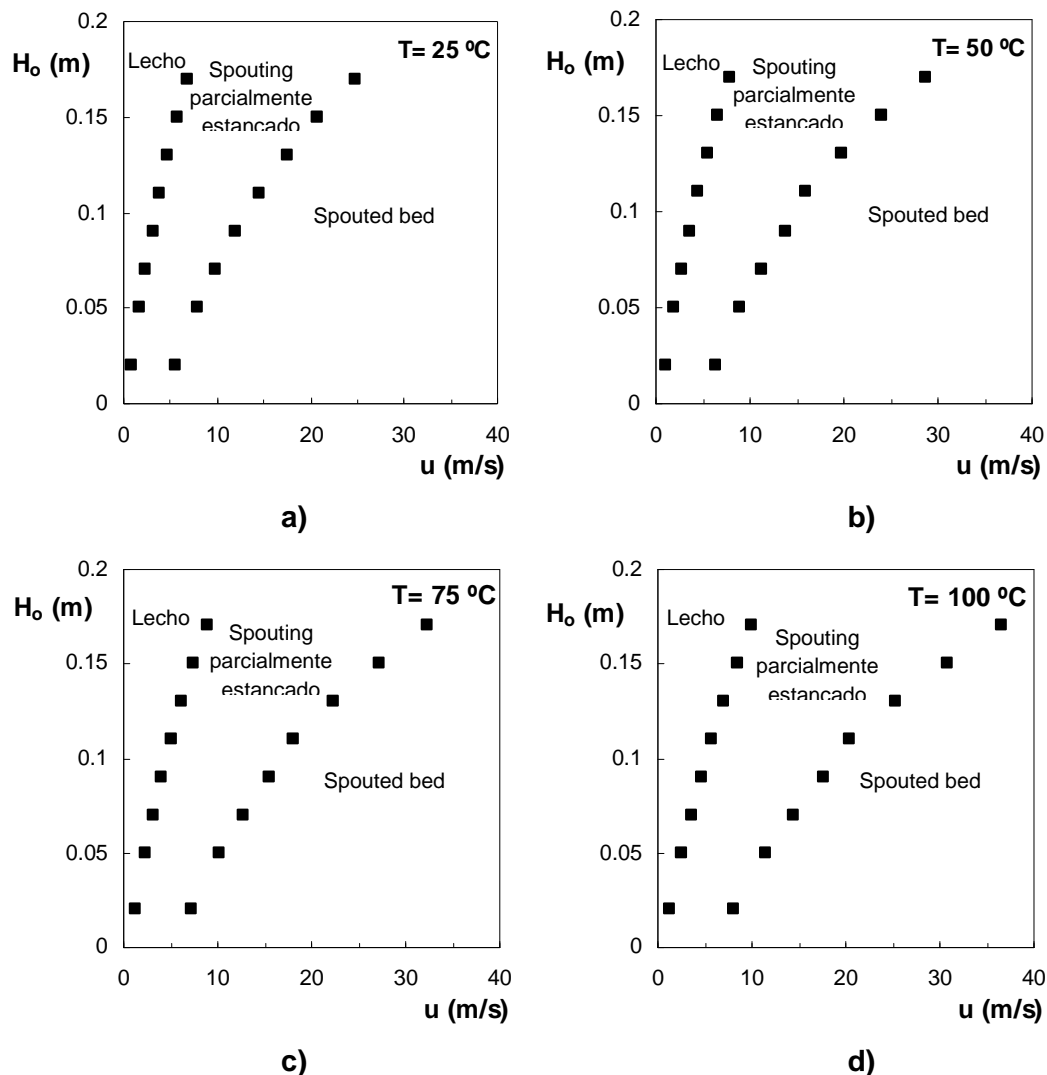 0.2
T= 25 ºC
Hₒ (m)
Lecho
Spouting
parcialmente
estancado
0.15
0.1
Spouted bed
0.05
0
0 10 20 30 40
u (m/s)
a)
0.2
T= 50 ºC
Hₒ (m)
Lecho
Spouting
parcialmente
estancado
0.15
0.1
Spouted bed
0.05
0
0 10 20 30 40
u (m/s)
b)
0.2
T= 75 ºC
Hₒ (m)
Lecho
Spouting
parcialmente
estancado
0.15
0.1
Spouted bed
0.05
0
0 10 20 30 40
u (m/s)
c)
0.2
T= 100 ºC
Hₒ (m)
Lecho
Spouting
parcialmente
estancado
0.15
0.1
Spouted bed
0.05
0
0 10 20 30 40
u (m/s)
d)